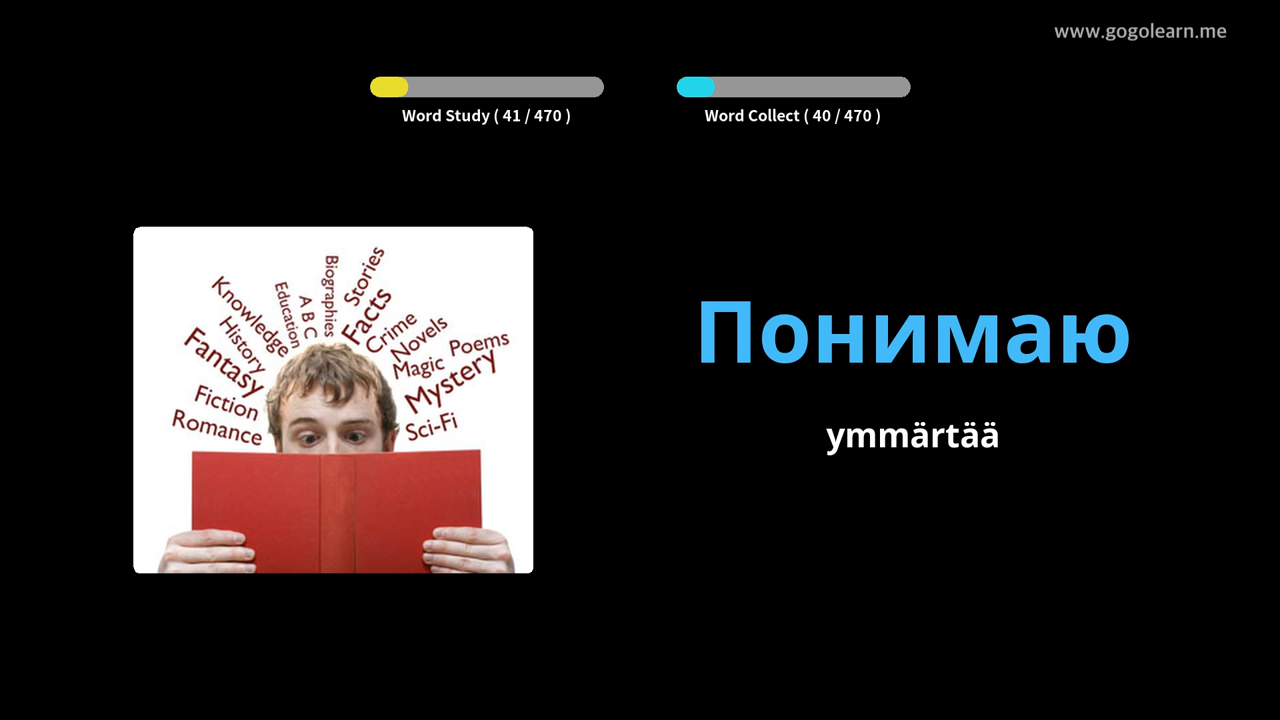 www.gogolearn.me
Word Study ( 41 / 470 )
Word Collect ( 40 / 470 )
Knowledge
History
Fantasy
Fiction
Romance
Education
A B C
Biographies
Stories
Facts
Crime
Novels
Magic
Poems
Mystery
Sci-Fi
Понимаю
ymmärtää